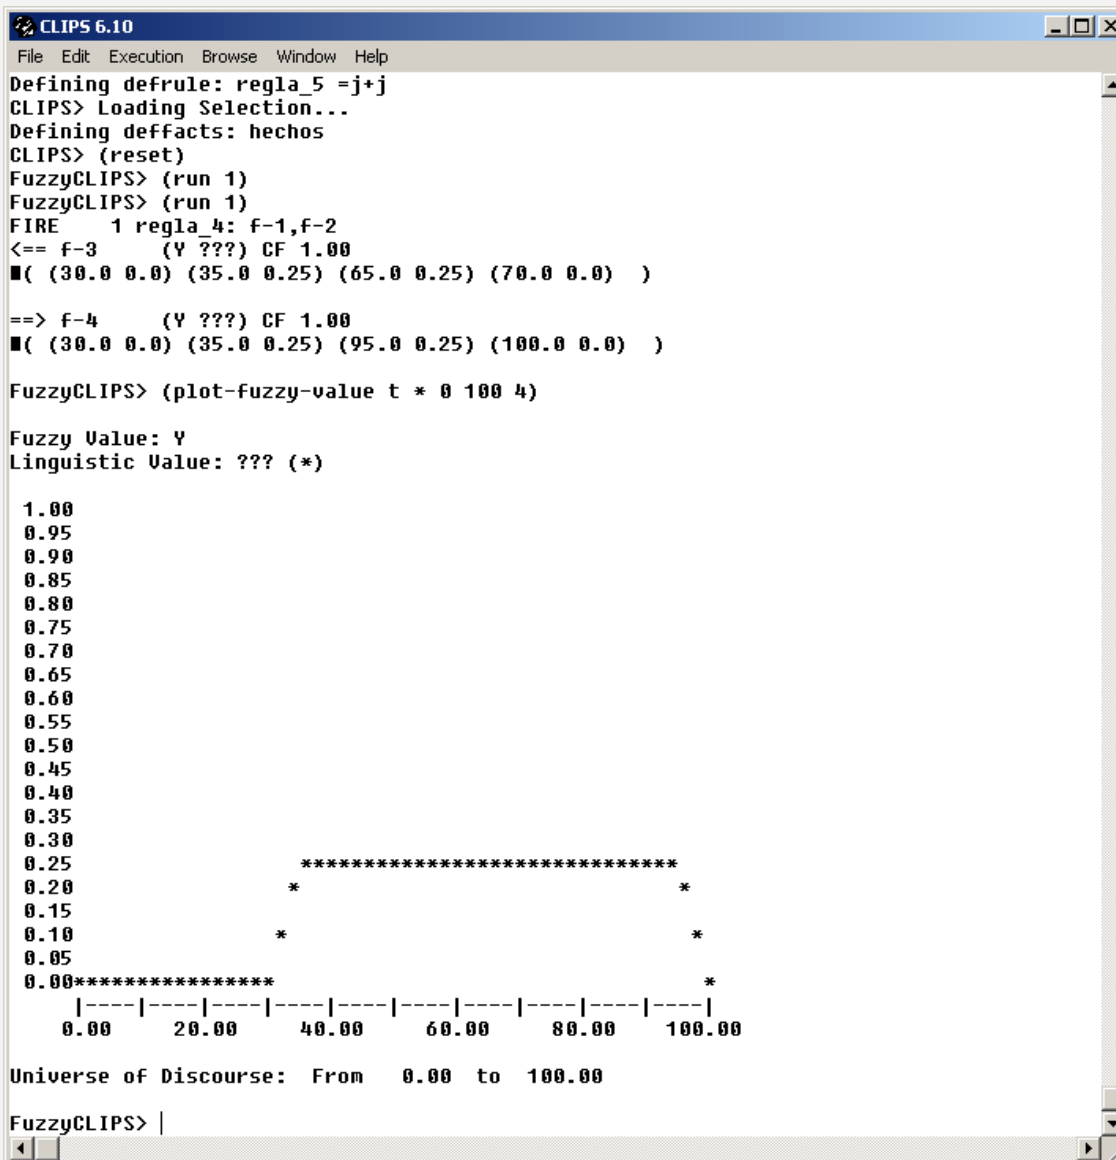 CLIPS 6.10
File Edit Execution Browse Window Help
Defining defrule: regla_5 =j+j
CLIPS> Loading Selection...
Defining deffacts: hechos
CLIPS> (reset)
FuzzyCLIPS> (run 1)
FuzzyCLIPS> (run 1)
FIRE    1 regla_4: f-1,f-2
<== f-3     (Y ???) CF 1.00
( (30.0 0.0) (35.0 0.25) (65.0 0.25) (70.0 0.0)  )
==> f-4     (Y ???) CF 1.00
( (30.0 0.0) (35.0 0.25) (95.0 0.25) (100.0 0.0)  )
FuzzyCLIPS> (plot-fuzzy-value t * 0 100 4)
Fuzzy Value: Y
Linguistic Value: ??? (*)
1.00
0.95
0.90
0.85
0.80
0.75
0.70
0.65
0.60
0.55
0.50
0.45
0.40
0.35
0.30
0.25                  ******************************
0.20                 *                              *
0.15
0.10                *                                *
0.05
0.00****************                                  *
|----|----|----|----|----|----|----|----|----|----|
0.00      20.00     40.00     60.00     80.00    100.00
Universe of Discourse:  From   0.00  to  100.00
FuzzyCLIPS>